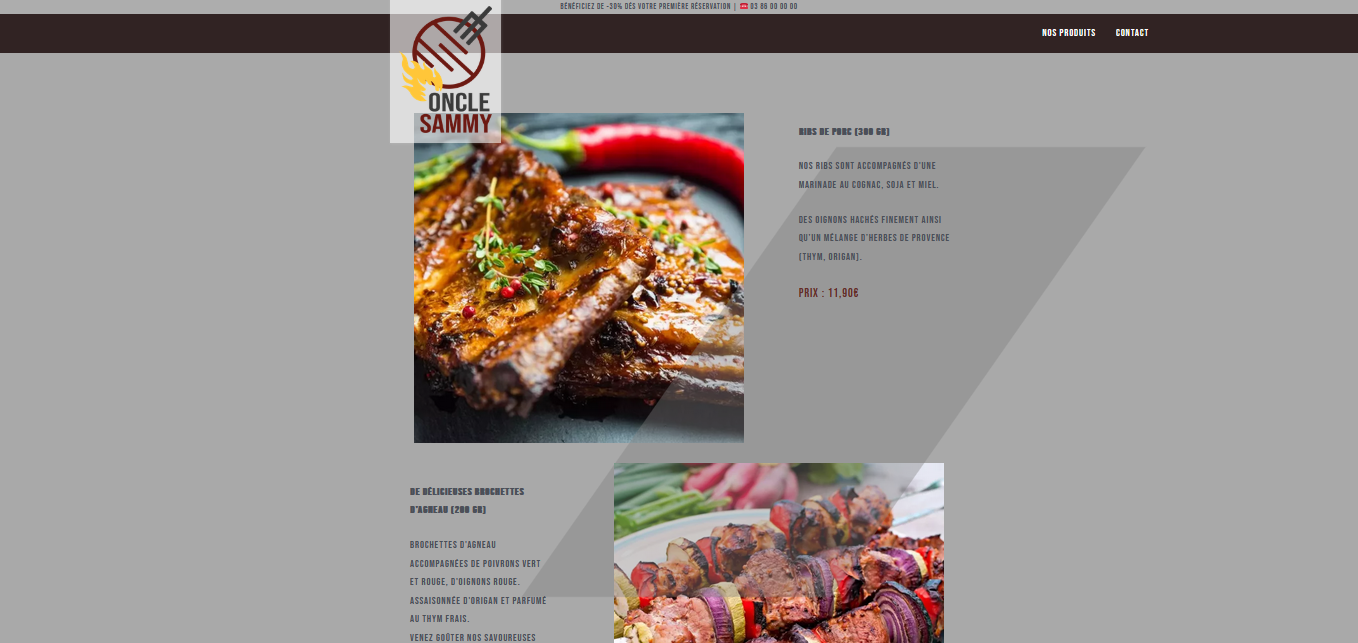 BÉNÉFICIEZ DE -30% DÈS VOTRE PREMIÈRE RÉSERVATION | ☎ 03 86 00 00 00
NOS PRODUITS CONTACT
ONCLE
SAMMY
RIBS DE PORC (300 GR)
NOS RIBS SONT ACCOMPAGNÉS D'UNE
MARINADE AU COGNAC, SOJA ET MIEL.
DES OIGNONS HACHÉS FINEMENT AINSI
QU'UN MÉLANGE D'HERBES DE PROVENCE
(THYM, ORIGAN).
PRIX : 11,90€
DE DÉLICIEUSES BROCHETTES
D'AGNEAU (200 GR)
BROCHETTES D'AGNEAU
ACCOMPAGNÉES DE POIVRONS VERT
ET ROUGE, D'OIGNONS ROUGE.
ASSAISONNÉE D'ORIGAN ET PARFUMÉ
AU THYM FRAIS.
VENEZ GOÛTER NOS SAVOUREUSES